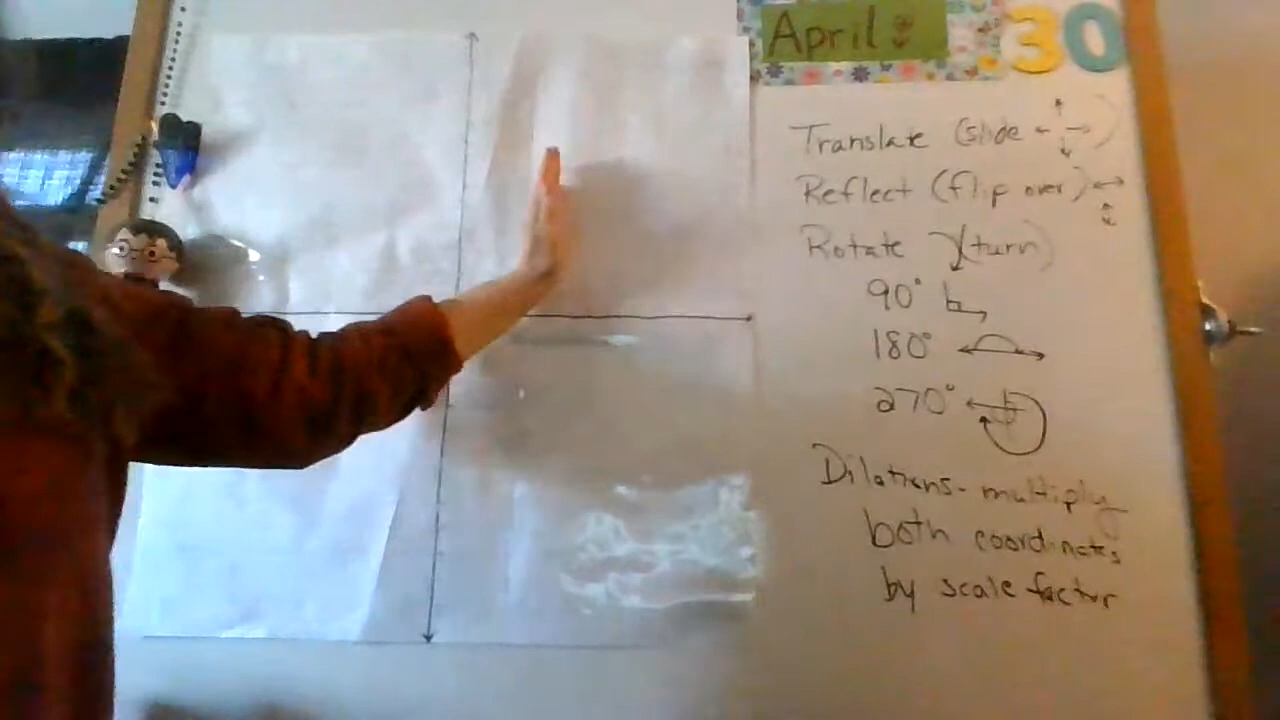 April 30
Translate (slide)
Reflect (flip over)
Rotate (turn)
90°
180°
270°
Dilations - multiply
both coordinates
by scale factor